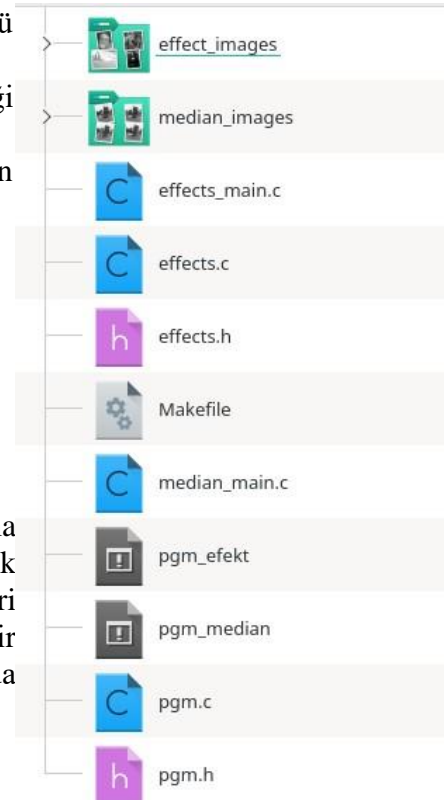 effect_images
median_images
effects_main.c
effects.c
effects.h
Makefile
median_main.c
pgm_efekt
pgm_median
pgm.c
pgm.h